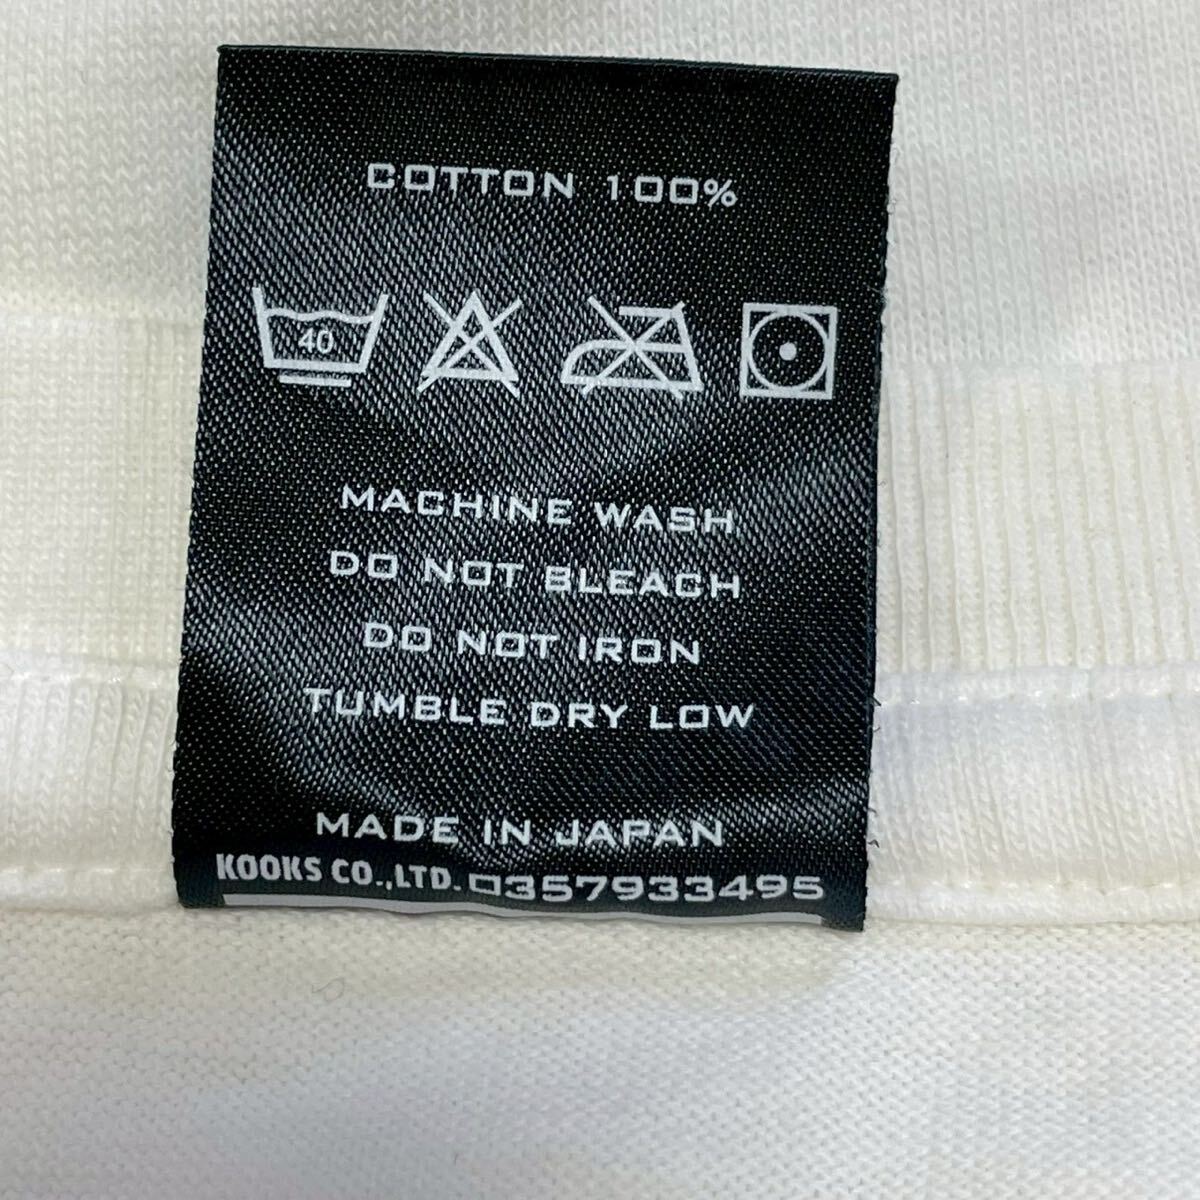 COTTON 100%
40
MACHINE WASH
DO NOT BLEACH
DO NOT IRON
TUMBLE DRY LOW
MADE IN JAPAN
KOOKS CO.,LTD. 0357933495